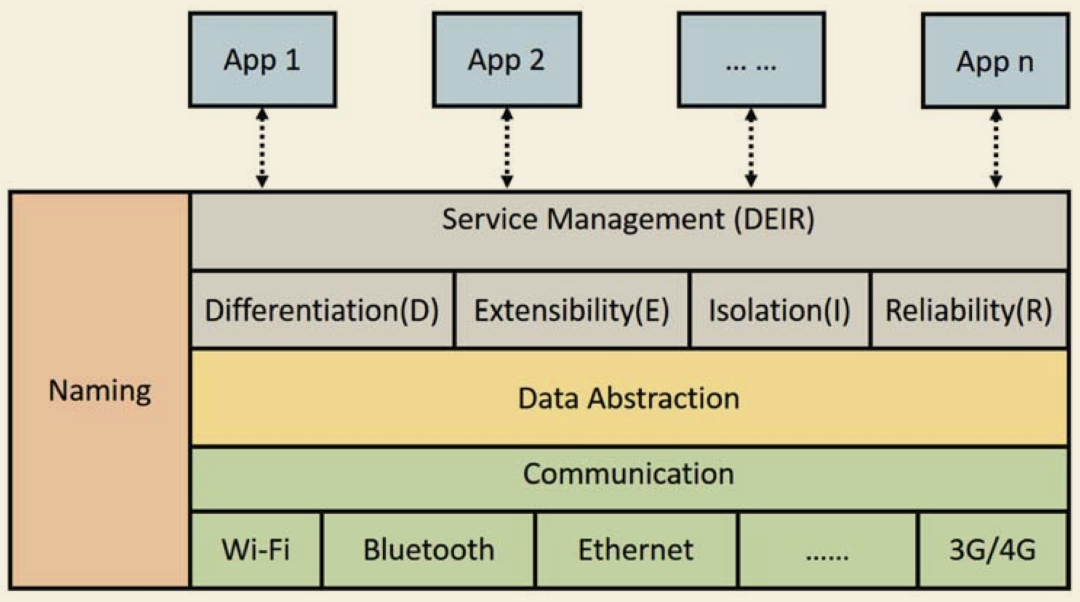 App 1
App 2
... ...
App n
Service Management (DEIR)
Differentiation(D)
Extensibility(E)
Isolation(I)
Reliability(R)
Naming
Data Abstraction
Communication
Wi-Fi
Bluetooth
Ethernet
......
3G/4G